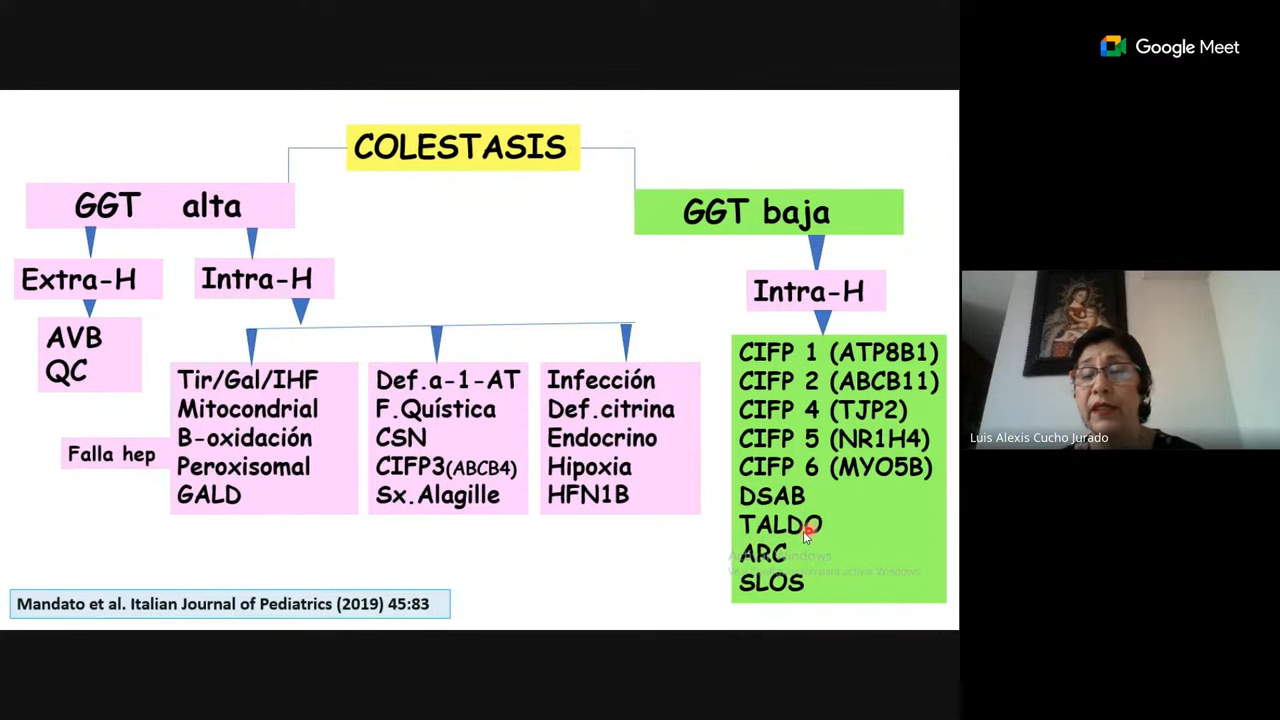 Google Meet
COLESTASIS
GGT alta
GGT baja
Extra-H
Intra-H
Intra-H
AVB
QC
Falla hep
Tir/Gal/IHF
Mitocondrial
B-oxidación
Peroxisomal
GALD
Def.a-1-AT
F.Quística
CSN
CIFP3(ABCB4)
Sx.Alagille
Infección
Def.citrina
Endocrino
Hipoxia
HFN1B
CIFP 1 (ATP8B1)
CIFP 2 (ABCB11)
CIFP 4 (TJP2)
CIFP 5 (NR1H4)
CIFP 6 (MYO5B)
DSAB
TALDO
ARC
SLOS
Mandato et al. Italian Journal of Pediatrics (2019) 45:83
Luis Alexis Cucho Jurado